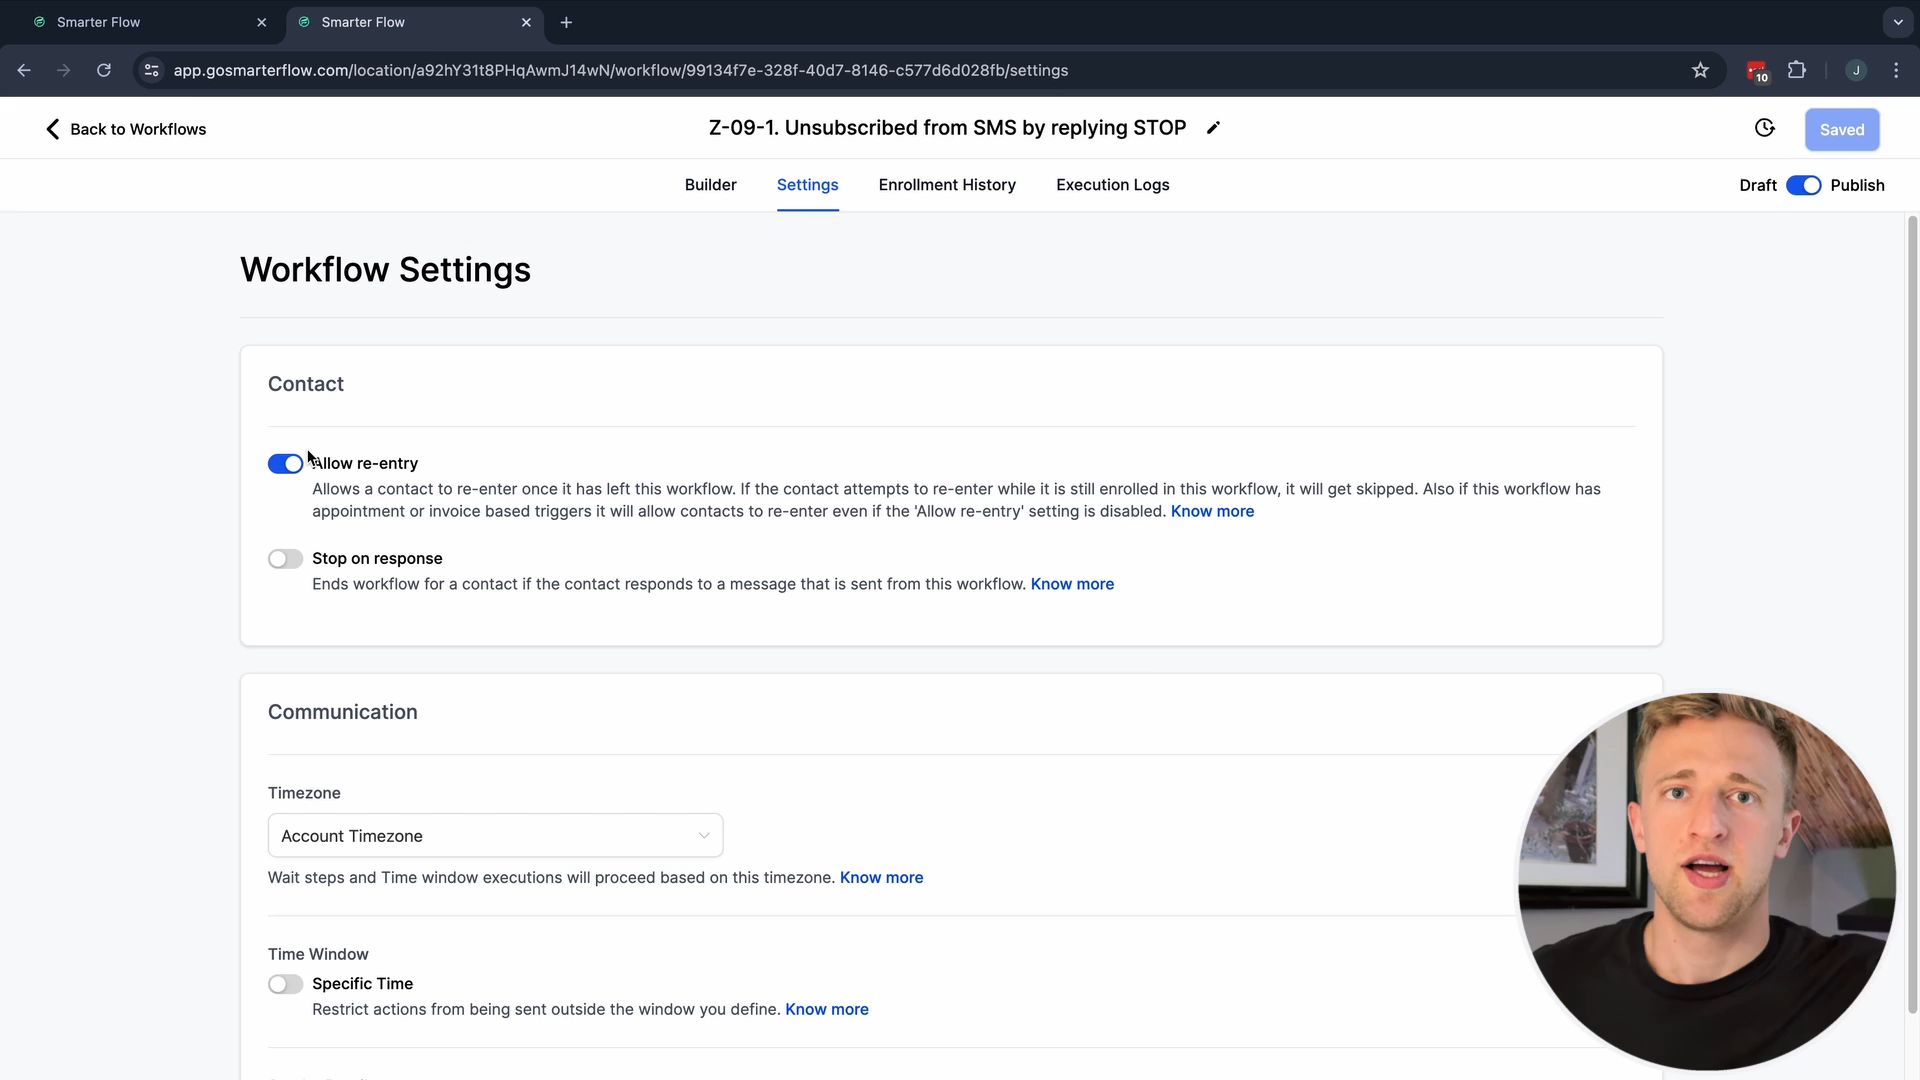 Smarter Flow
Smarter Flow
app.gosmarterflow.com/location/a92hY31t8PHqAwmJ14wN/workflow/99134f7e-328f-40d7-8146-c577d6d028fb/settings
10
J
Back to Workflows
Z-09-1. Unsubscribed from SMS by replying STOP
Saved
Builder
Settings
Enrollment History
Execution Logs
Draft
Publish
Workflow Settings
Contact
Allow re-entry
Allows a contact to re-enter once it has left this workflow. If the contact attempts to re-enter while it is still enrolled in this workflow, it will get skipped. Also if this workflow has
appointment or invoice based triggers it will allow contacts to re-enter even if the 'Allow re-entry' setting is disabled. Know more
Stop on response
Ends workflow for a contact if the contact responds to a message that is sent from this workflow. Know more
Communication
Timezone
Account Timezone
Wait steps and Time window executions will proceed based on this timezone. Know more
Time Window
Specific Time
Restrict actions from being sent outside the window you define. Know more